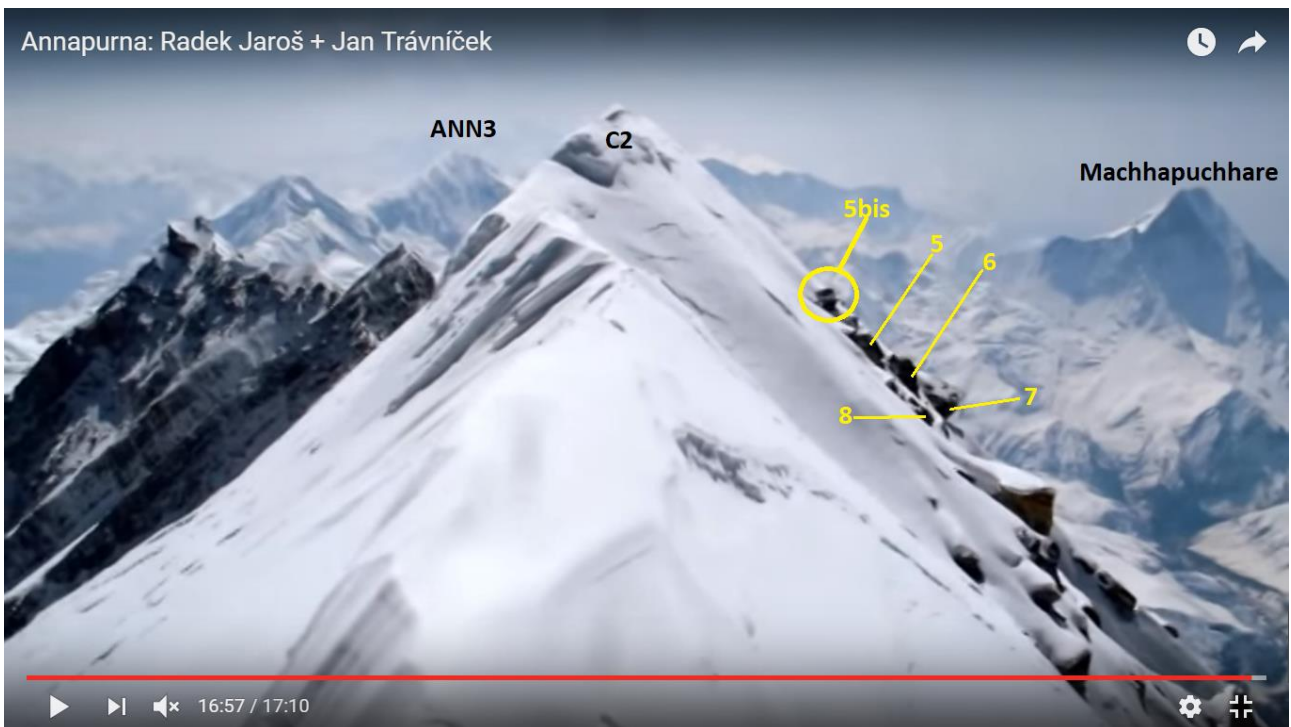 Annapurna: Radek Jaroš + Jan Trávníček
ANN3
C2
Machhapuchhare
5bis
5
6
7
8
16:57 / 17:10